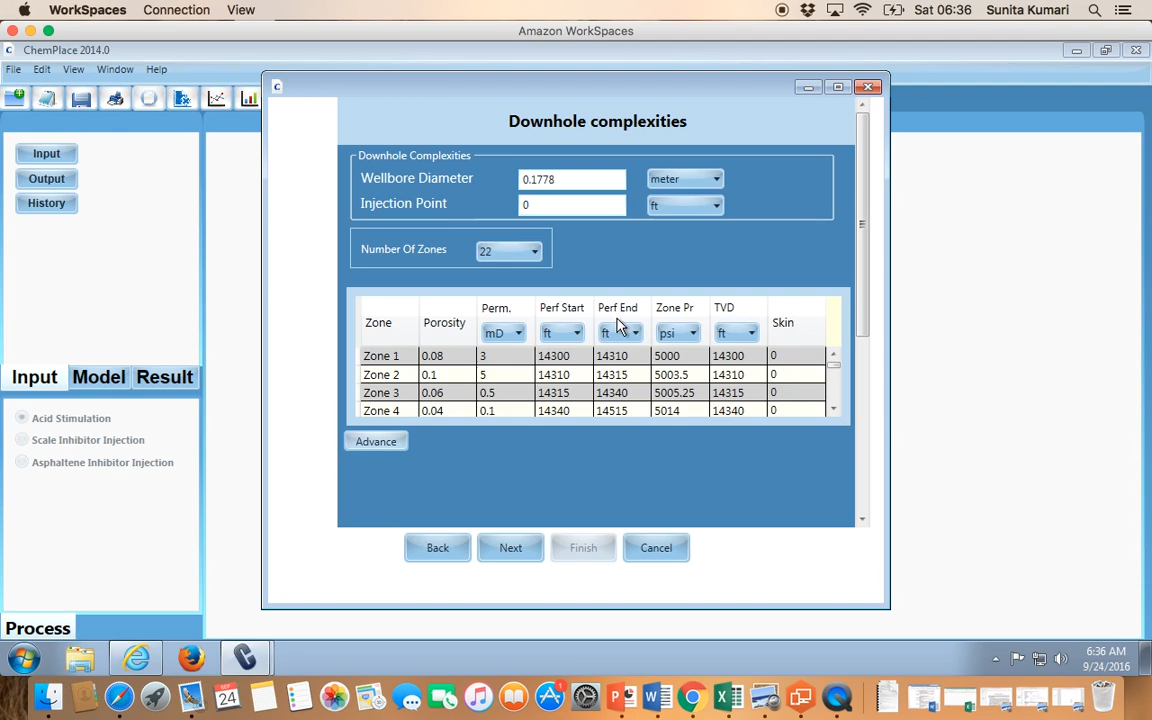 WorkSpaces Connection View Sat 06:36 Sunita Kumari
Amazon WorkSpaces
C ChemPlace 2014.0
File Edit View Window Help
C
Downhole complexities
Input
Output
History
Downhole Complexities
Wellbore Diameter 0.1778 meter
Injection Point 0 ft
Number Of Zones 22
Zone Porosity Perm. Perf Start Perf End Zone Pr TVD Skin
mD ft ft psi ft
Zone 1 0.08 3 14300 14310 5000 14300 0
Zone 2 0.1 5 14310 14315 5003.5 14310 0
Zone 3 0.06 0.5 14315 14340 5005.25 14315 0
Zone 4 0.04 0.1 14340 14515 5014 14340 0
Advance
Input Model Result
Acid Stimulation
Scale Inhibitor Injection
Asphaltene Inhibitor Injection
Back Next Finish Cancel
Process
6:36 AM
9/24/2016
SEP
24